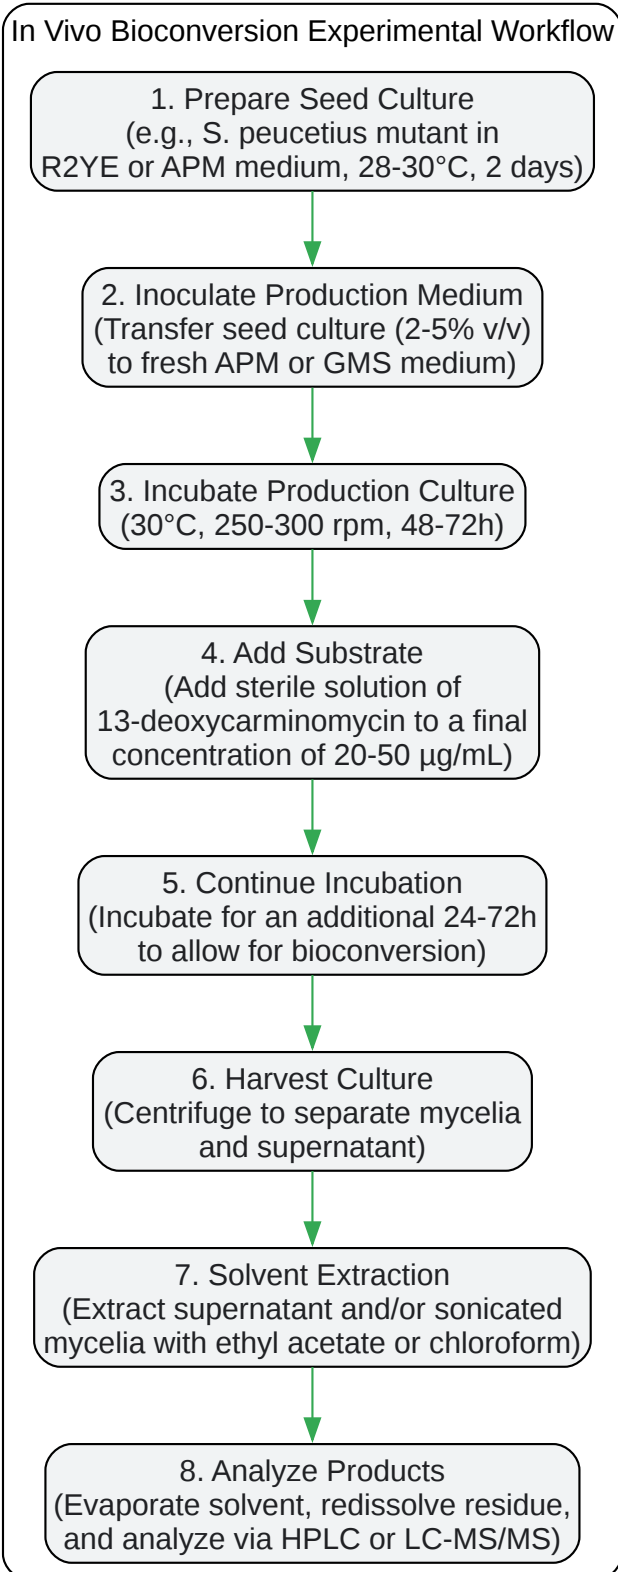 In Vivo Bioconversion Experimental Workflow
1. Prepare Seed Culture
(e.g., S. peucetius mutant in
R2YE or APM medium, 28-30°C, 2 days)
2. Inoculate Production Medium
(Transfer seed culture (2-5% v/v)
to fresh APM or GMS medium)
3. Incubate Production Culture
(30°C, 250-300 rpm, 48-72h)
4. Add Substrate
(Add sterile solution of
13-deoxycarminomycin to a final
concentration of 20-50 µg/mL)
5. Continue Incubation
(Incubate for an additional 24-72h
to allow for bioconversion)
6. Harvest Culture
(Centrifuge to separate mycelia
and supernatant)
7. Solvent Extraction
(Extract supernatant and/or sonicated
mycelia with ethyl acetate or chloroform)
8. Analyze Products
(Evaporate solvent, redissolve residue,
and analyze via HPLC or LC-MS/MS)